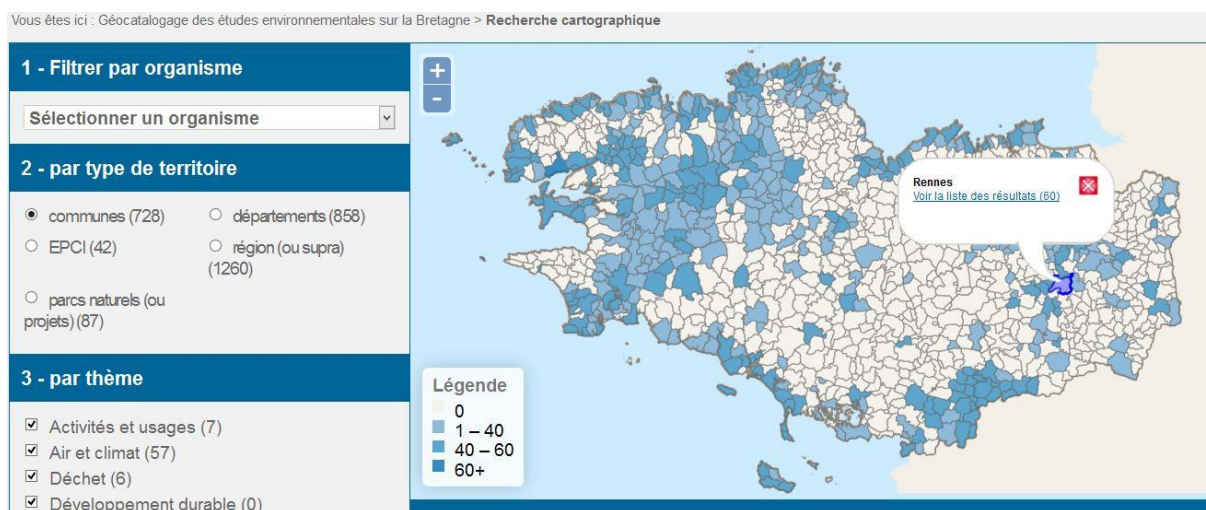 Vous êtes ici : Géocatalogage des études environnementales sur la Bretagne > Recherche cartographique
1 - Filtrer par organisme
Sélectionner un organisme
2 - par type de territoire
communes (728)
départements (858)
EPCI (42)
région (ou supra)
(1260)
parcs naturels (ou
projets) (87)
3 - par thème
Activités et usages (7)
Air et climat (57)
Déchet (6)
Développement durable (0)
+
-
Rennes
Voir la liste des résultats (60)
Légende
0
1 – 40
40 – 60
60+